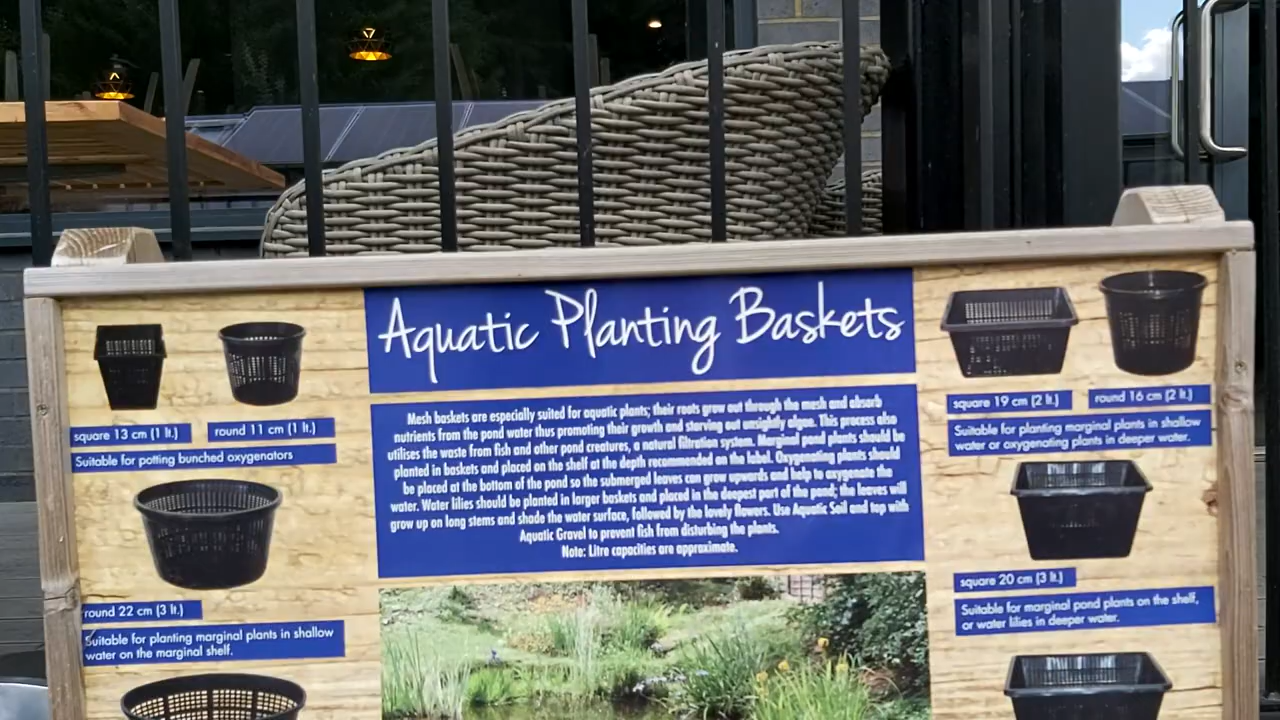 Aquatic Planting Baskets
Mesh baskets are especially suited for aquatic plants; their roots grow out through the mesh and absorb
nutrients from the pond water thus promoting their growth and starving out unsightly algae. This process also
utilises the waste from fish and other pond creatures, a natural filtration system. Marginal pond plants should be
planted in baskets and placed on the shelf at the depth recommended on the label. Oxygenating plants should
be placed at the bottom of the pond so the submerged leaves can grow upwards and help to oxygenate the
water. Water lilies should be planted in larger baskets and placed in the deepest part of the pond; the leaves will
grow up on long stems and shade the water surface, followed by the lovely flowers. Use Aquatic Soil and top with
Aquatic Gravel to prevent fish from disturbing the plants.
Note: Litre capacities are approximate.
square 13 cm (1 lt.)
round 11 cm (1 lt.)
Suitable for potting bunched oxygenators
round 22 cm (3 lt.)
Suitable for planting marginal plants in shallow
water on the marginal shelf.
square 19 cm (2 lt.)
round 16 cm (2 lt.)
Suitable for planting marginal plants in shallow
water or oxygenating plants in deeper water.
square 20 cm (3 lt.)
Suitable for marginal pond plants on the shelf,
or water lilies in deeper water.